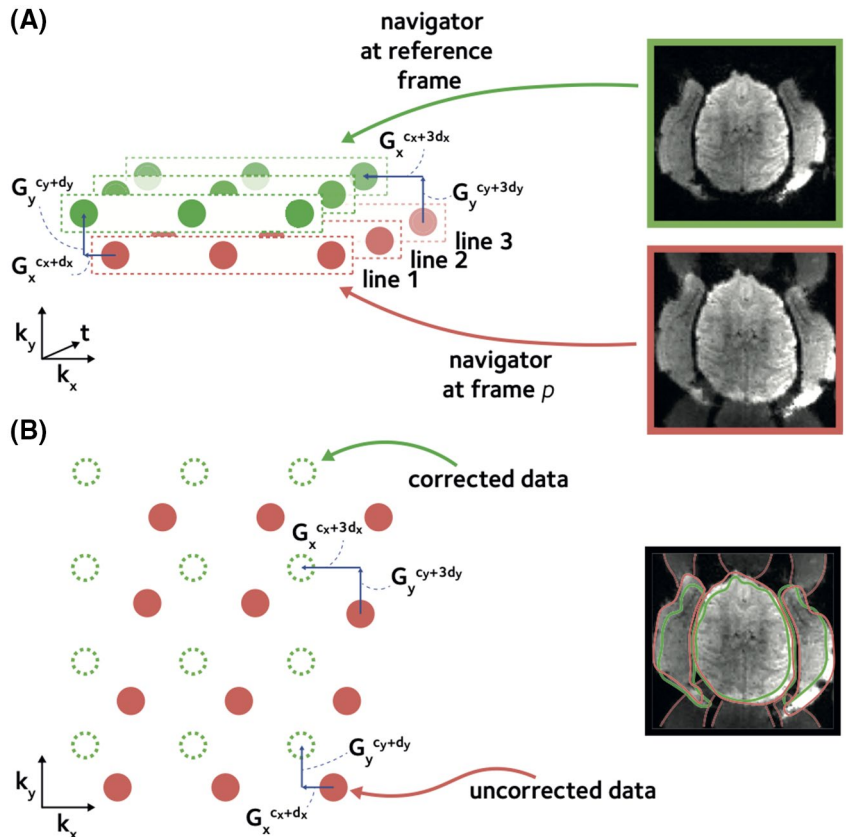 (A)
navigator
at reference
frame
G_x^{cx+3dx}
G_y^{cy+dy}
G_y^{cy+3dy}
G_x^{cx+dx}
line 3
line 2
line 1
k_y
t
k_x
navigator
at frame p
(B)
corrected data
G_x^{cx+3dx}
G_y^{cy+3dy}
G_y^{cy+dy}
k_y
uncorrected data
G_x^{cx+dx}
k_x